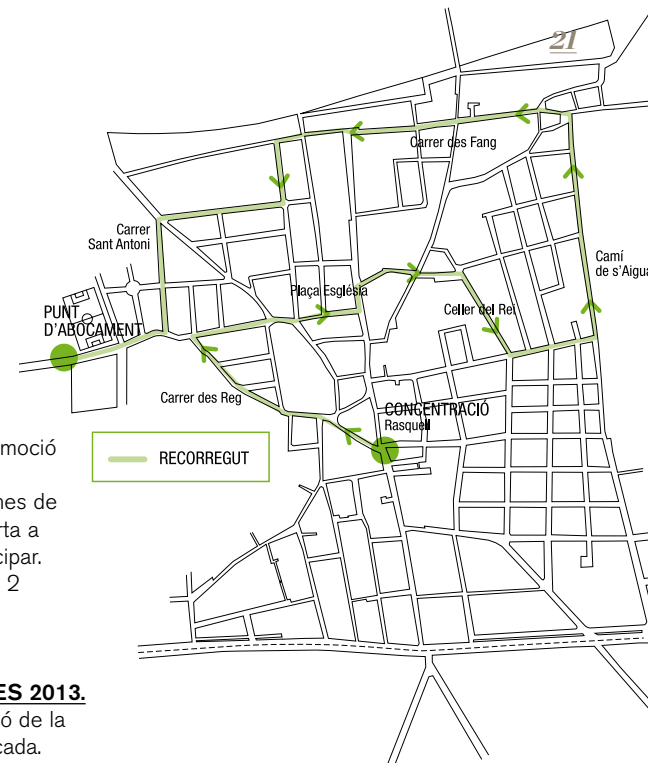 21
Carrer des Fang
Carrer
Sant Antoni
Camí
de s'Aigua
Plaça Església
Celler del Rei
PUNT
D'ABOCAMENT
Carrer des Reg
CONCENTRACIÓ
Rasquell
RECORREGUT
moció
nes de
rta a
cipar.
2
ES 2013.
ó de la
cada.